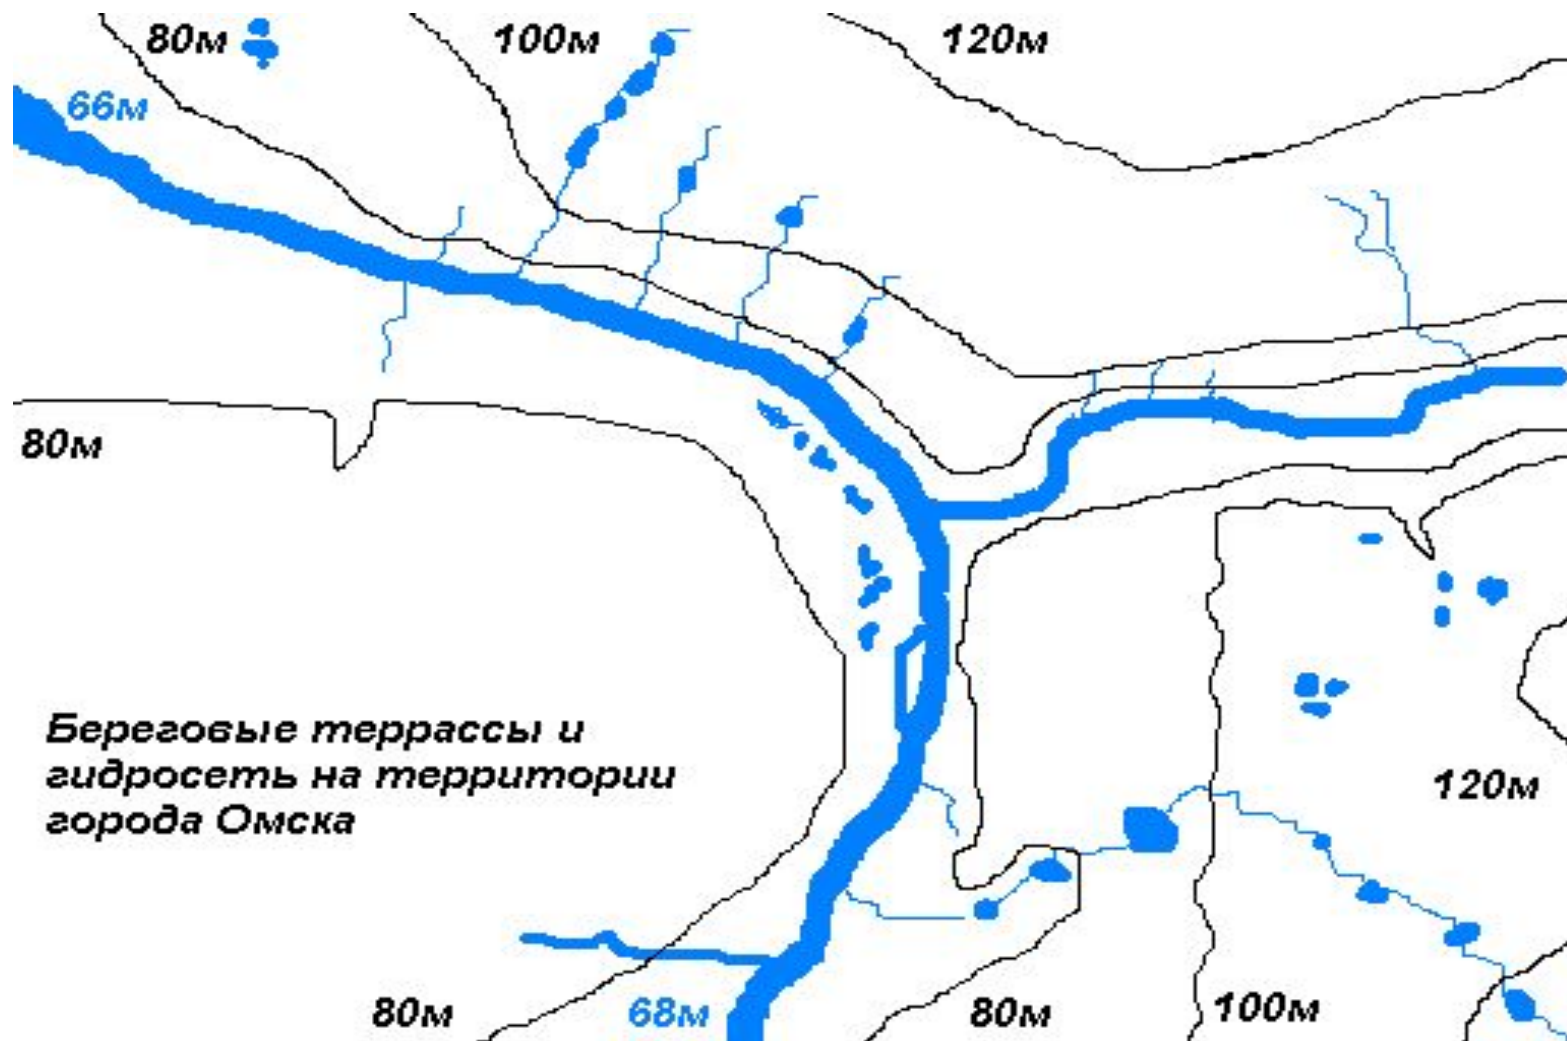 80м
100м
120м
66м
80м
Береговые террассы и
гидросеть на территории
города Омска
120м
80м
68м
80м
100м